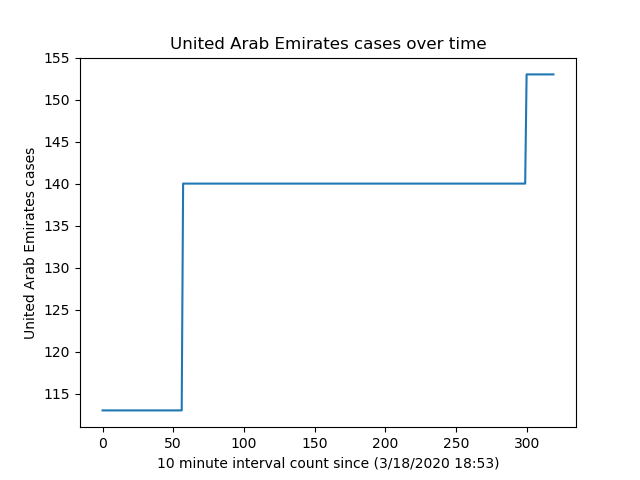 United Arab Emirates cases over time
155
150
145
140
135
130
125
120
115
United Arab Emirates cases
0 50 100 150 200 250 300
10 minute interval count since (3/18/2020 18:53)